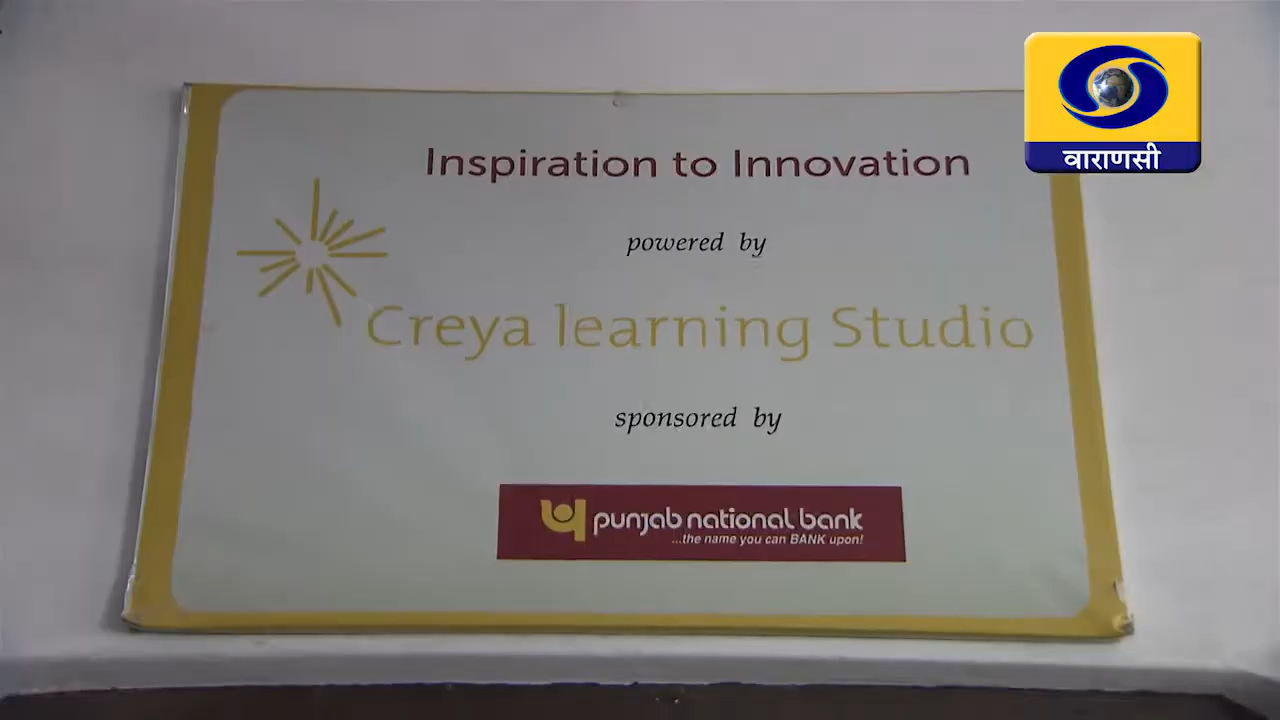 वाराणसी
Inspiration to Innovation
powered by
Creya learning Studio
sponsored by
punjab national bank
...the name you can BANK upon!